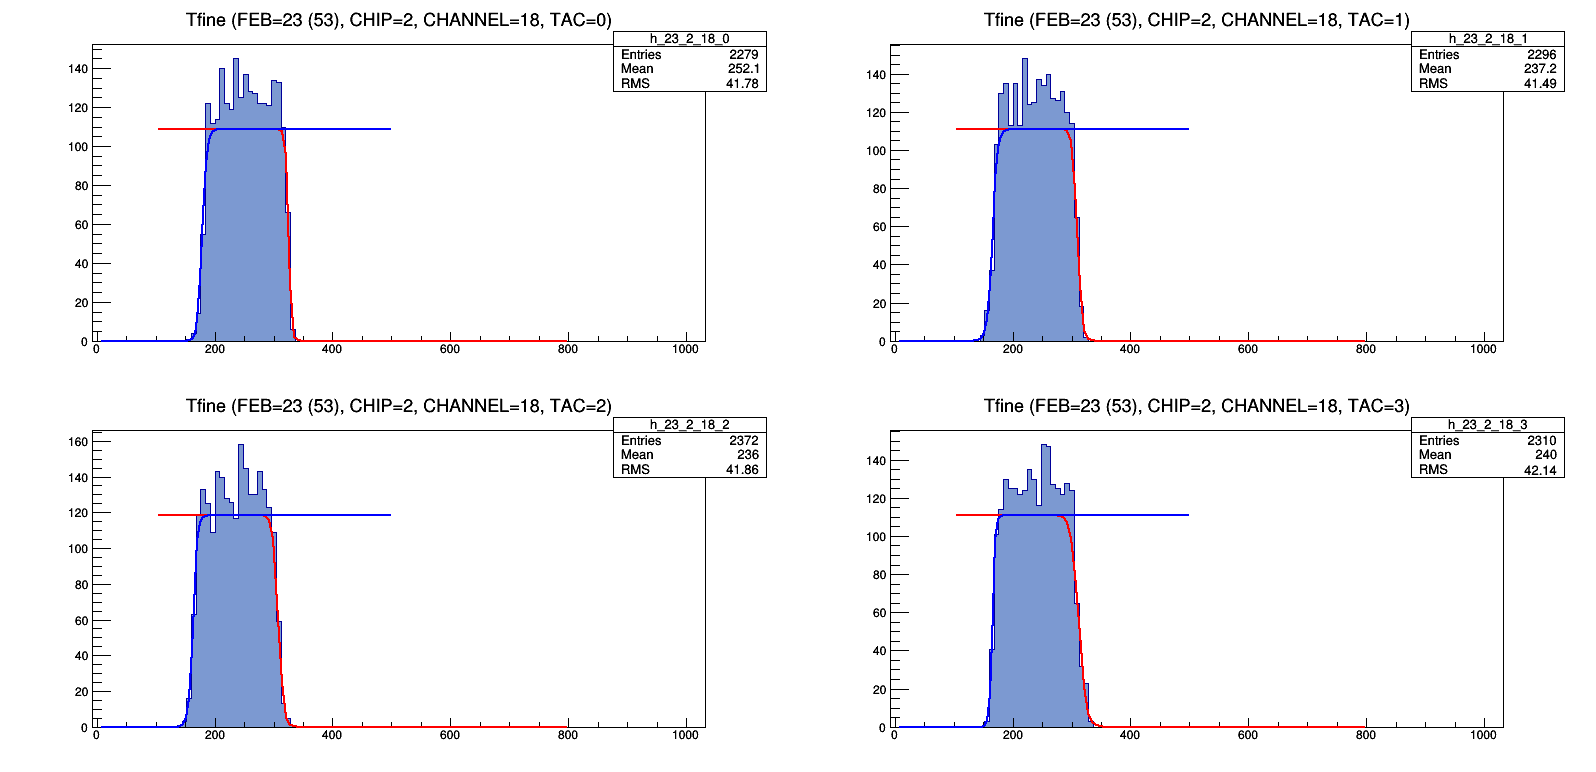 Tfine (FEB=23 (53), CHIP=2, CHANNEL=18, TAC=0)
h_23_2_18_0
Entries 2279
Mean 252.1
RMS 41.78
140
120
100
80
60
40
20
0
0 200 400 600 800 1000
Tfine (FEB=23 (53), CHIP=2, CHANNEL=18, TAC=1)
h_23_2_18_1
Entries 2296
Mean 237.2
RMS 41.49
140
120
100
80
60
40
20
0
0 200 400 600 800 1000
Tfine (FEB=23 (53), CHIP=2, CHANNEL=18, TAC=2)
h_23_2_18_2
Entries 2372
Mean 236
RMS 41.86
160
140
120
100
80
60
40
20
0
0 200 400 600 800 1000
Tfine (FEB=23 (53), CHIP=2, CHANNEL=18, TAC=3)
h_23_2_18_3
Entries 2310
Mean 240
RMS 42.14
140
120
100
80
60
40
20
0
0 200 400 600 800 1000